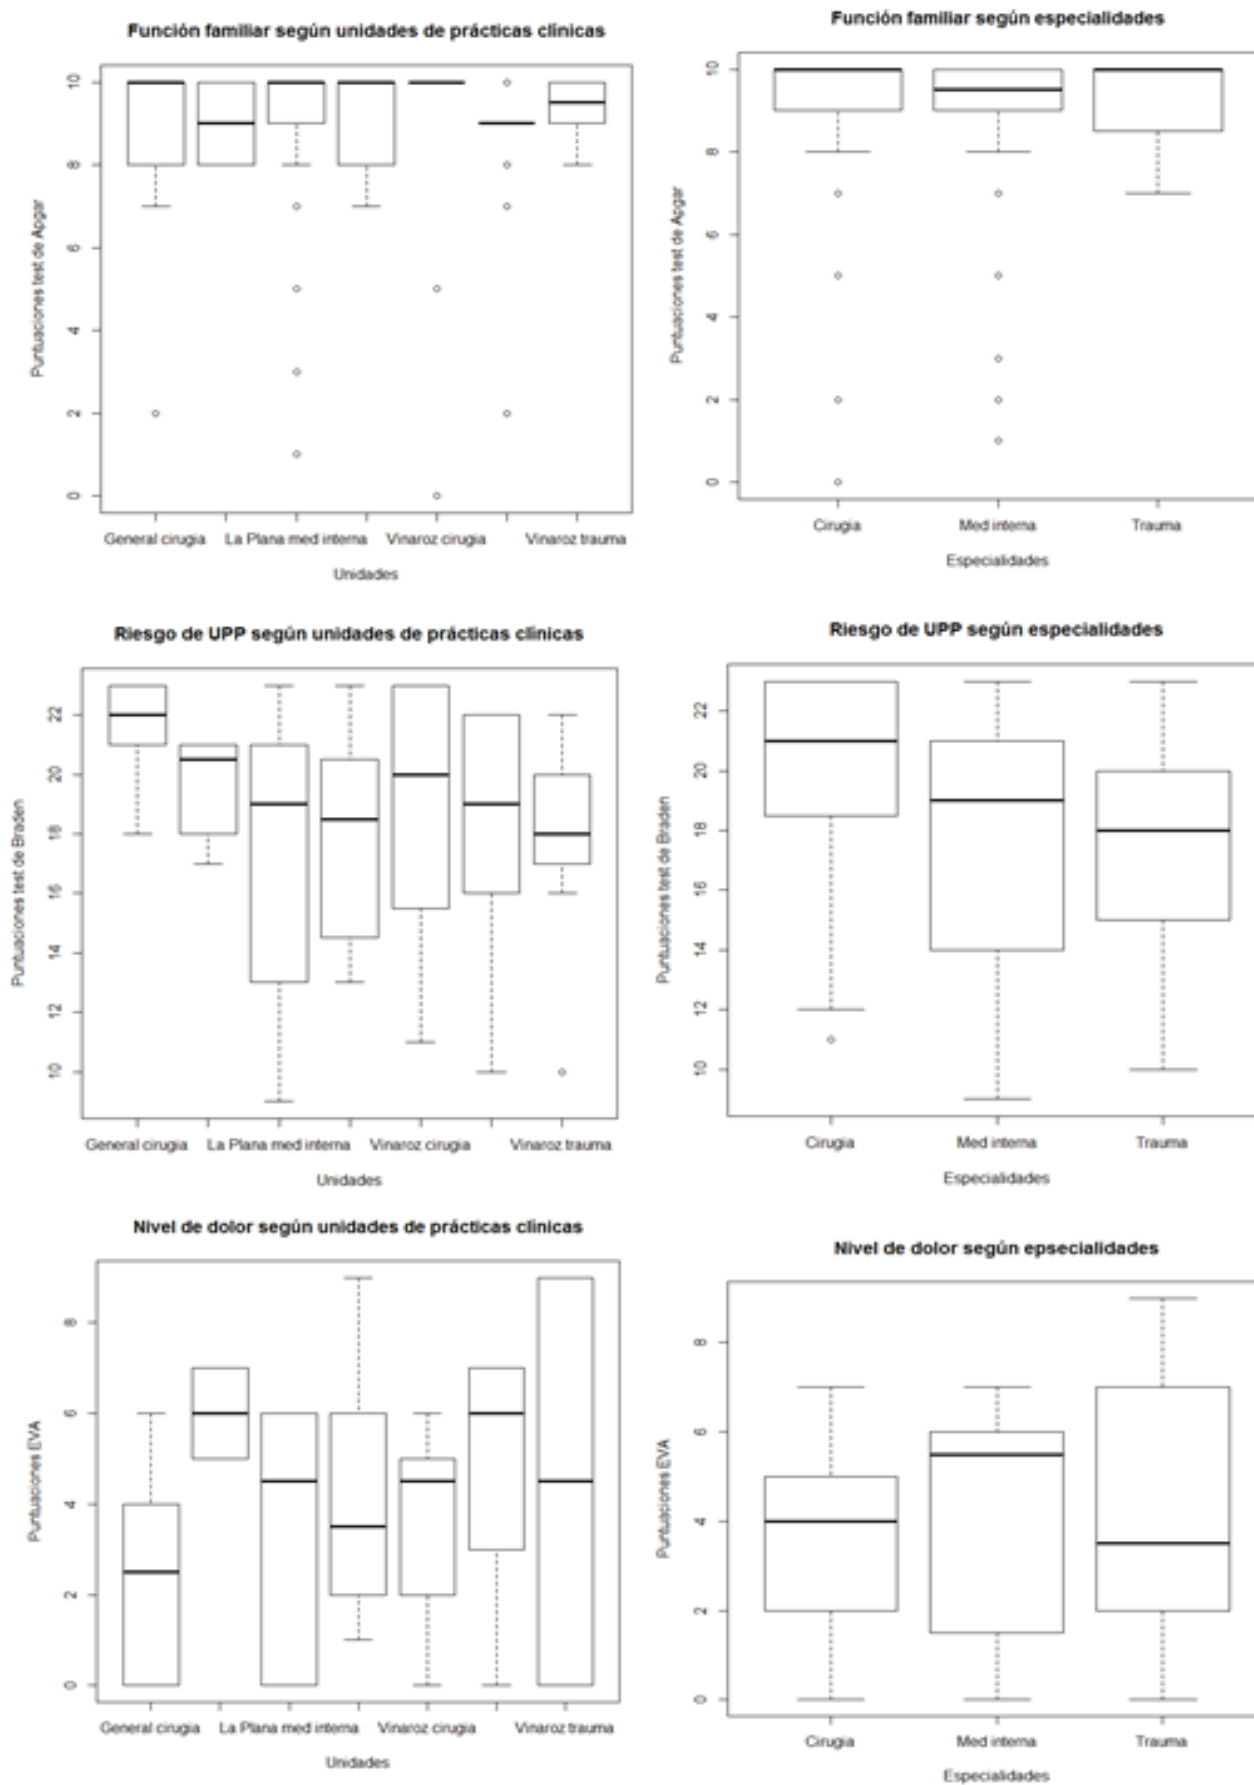 Función familiar según unidades de prácticas clínicas
Puntuaciones test de Apgar
10
8
6
4
2
0
General cirugia La Plana med interna Vinaroz cirugia Vinaroz trauma
Unidades
Función familiar según especialidades
Puntuaciones test de Apgar
10
8
6
4
2
0
Cirugia Med interna Trauma
Especialidades
Riesgo de UPP según unidades de prácticas clínicas
Puntuaciones test de Braden
22
20
18
16
14
12
10
General cirugia La Plana med interna Vinaroz cirugia Vinaroz trauma
Unidades
Riesgo de UPP según especialidades
Puntuaciones test de Braden
22
20
18
16
14
12
10
Cirugia Med interna Trauma
Especialidades
Nivel de dolor según unidades de prácticas clínicas
Puntuaciones EVA
8
6
4
2
0
General cirugia La Plana med interna Vinaroz cirugia Vinaroz trauma
Unidades
Nivel de dolor según epsecialidades
Puntuaciones EVA
8
6
4
2
0
Cirugia Med interna Trauma
Especialidades